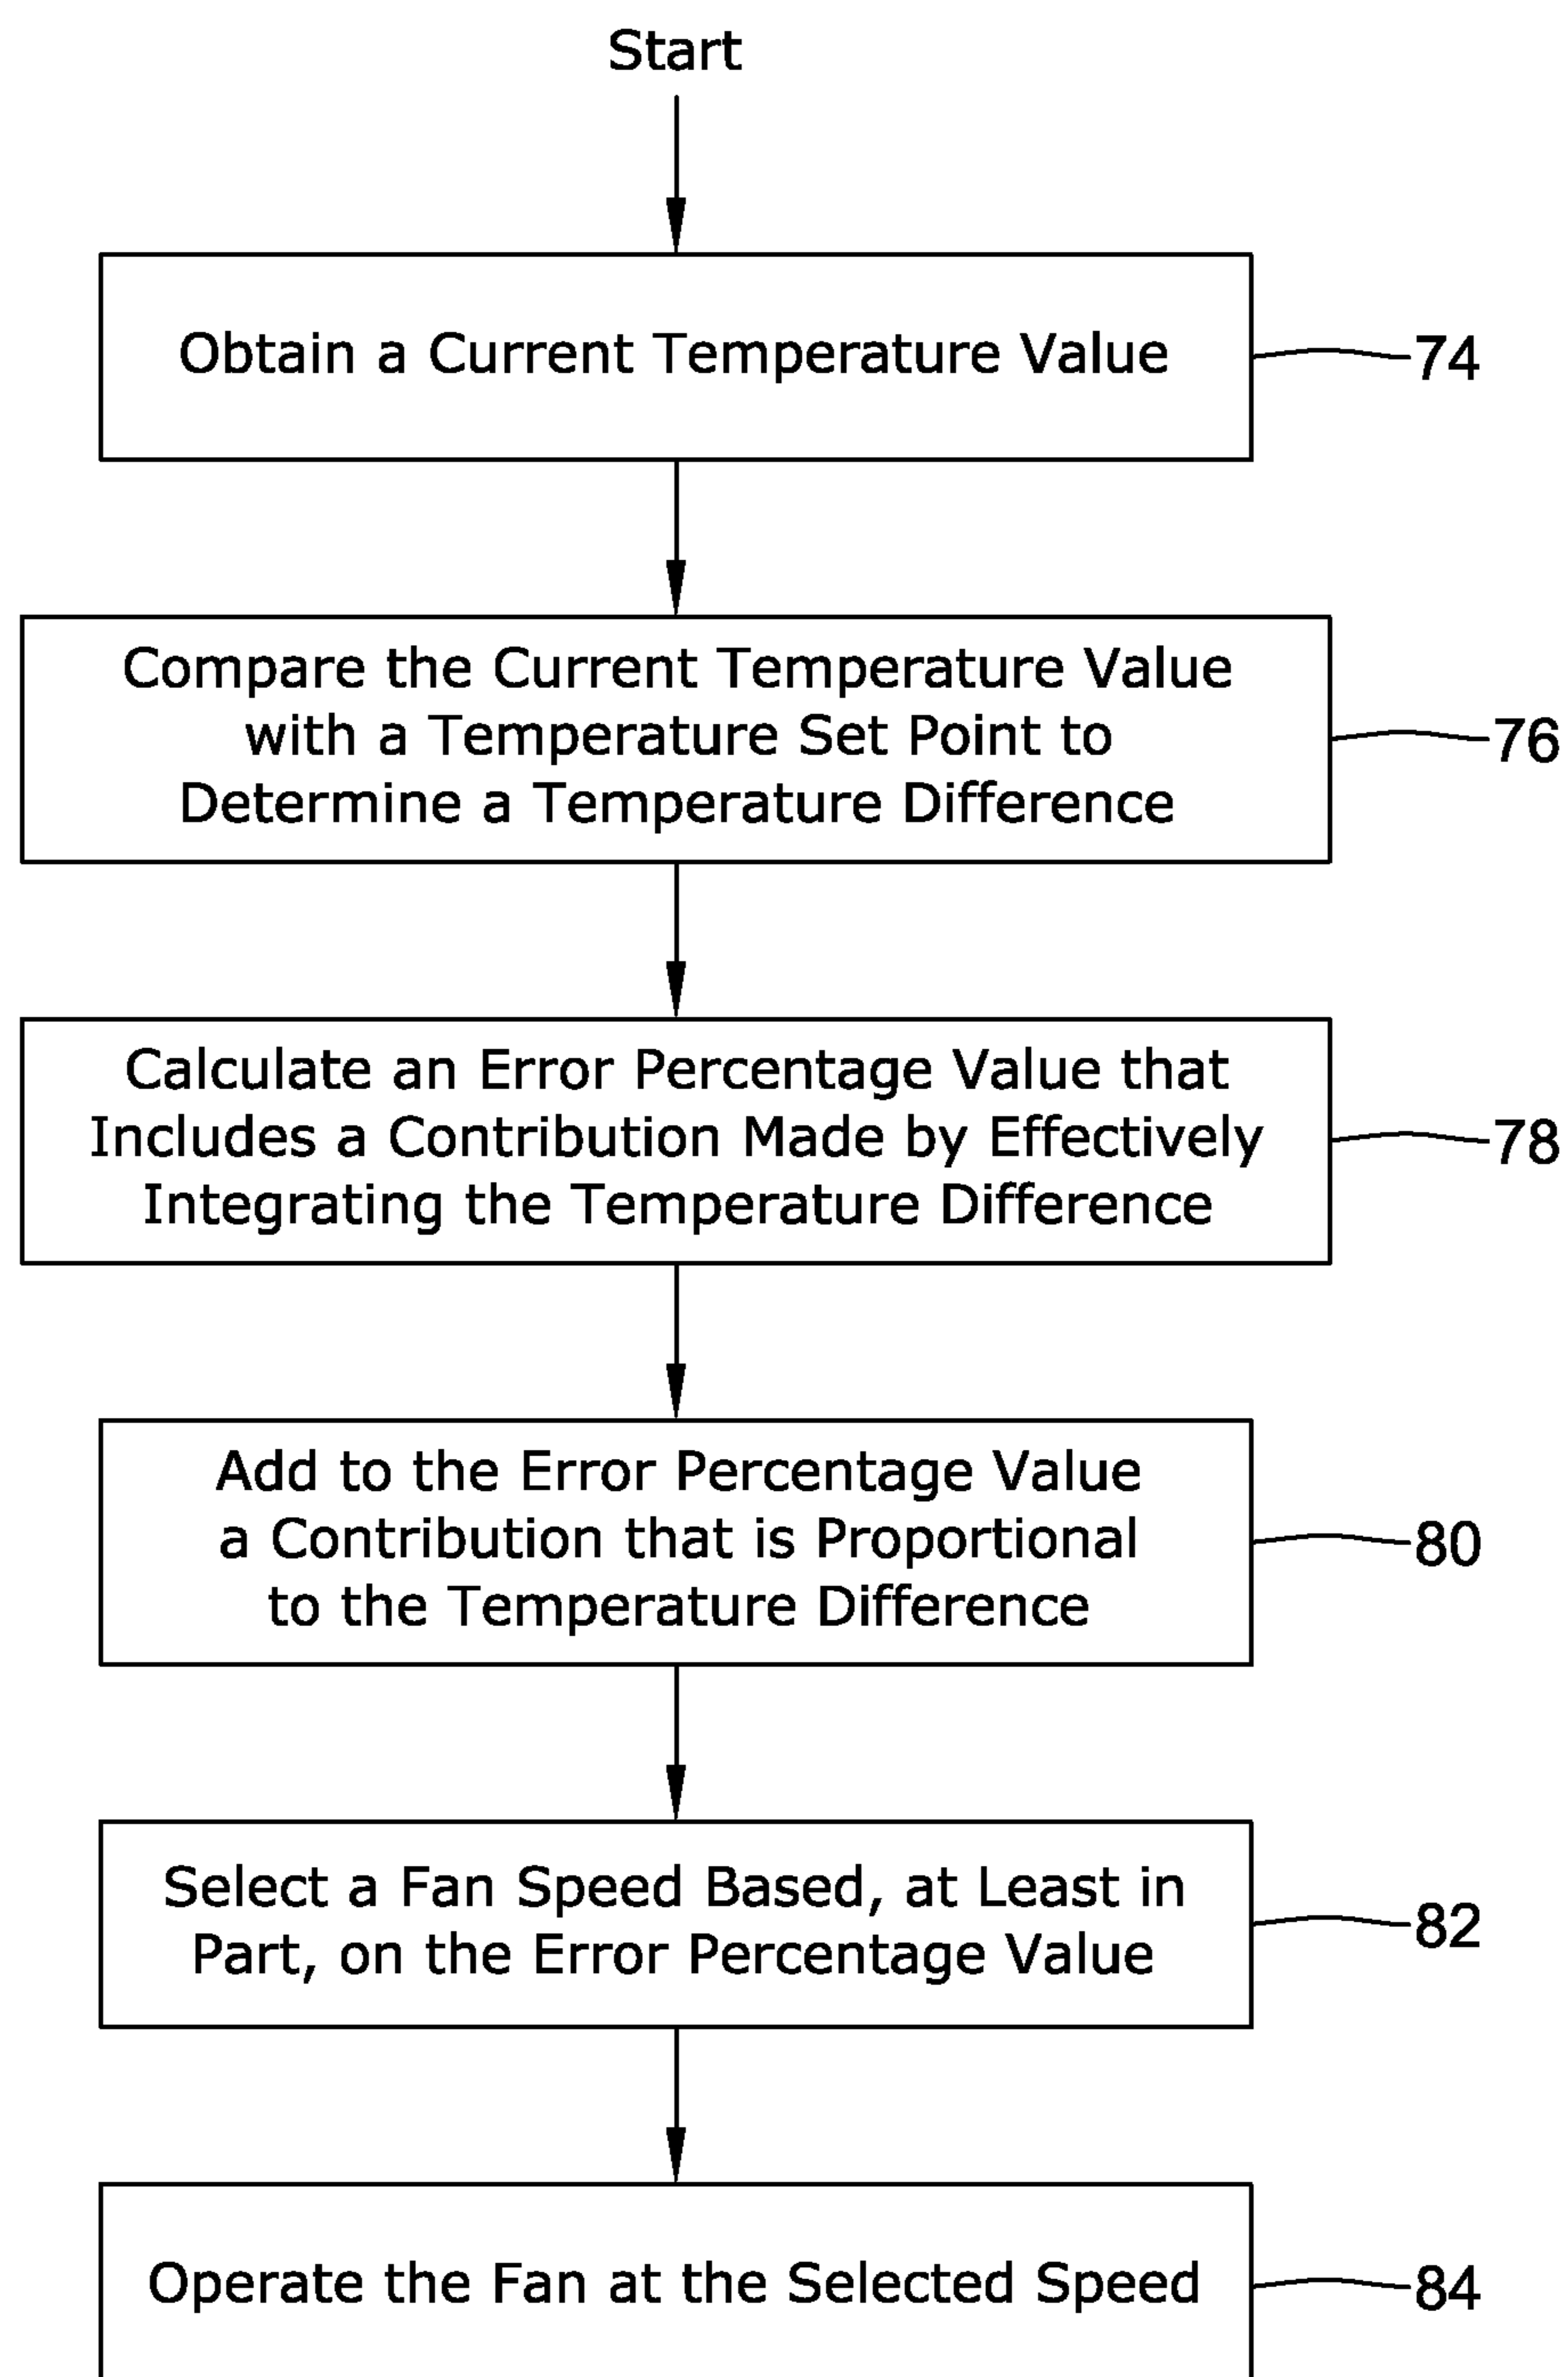 Start
Obtain a Current Temperature Value
74
Compare the Current Temperature Value
with a Temperature Set Point to
Determine a Temperature Difference
76
Calculate an Error Percentage Value that
Includes a Contribution Made by Effectively
Integrating the Temperature Difference
78
Add to the Error Percentage Value
a Contribution that is Proportional
to the Temperature Difference
80
Select a Fan Speed Based, at Least in
Part, on the Error Percentage Value
82
Operate the Fan at the Selected Speed
84